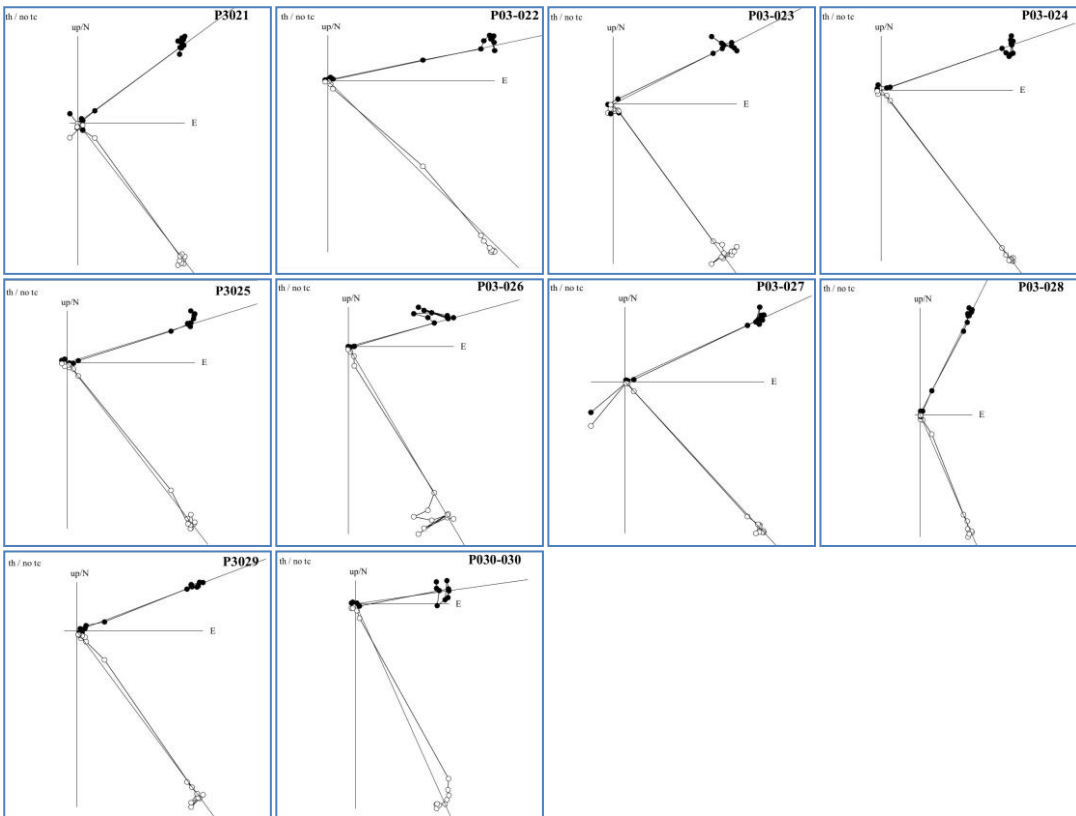 th / no tc
P3021
up/N
E
th / no tc
P03-022
up/N
E
th / no tc
P03-023
up/N
E
th / no tc
P03-024
up/N
E
th / no tc
P3025
up/N
E
th / no tc
P03-026
up/N
E
th / no tc
P03-027
up/N
E
th / no tc
P03-028
up/N
E
th / no tc
P3029
up/N
E
th / no tc
P030-030
up/N
E